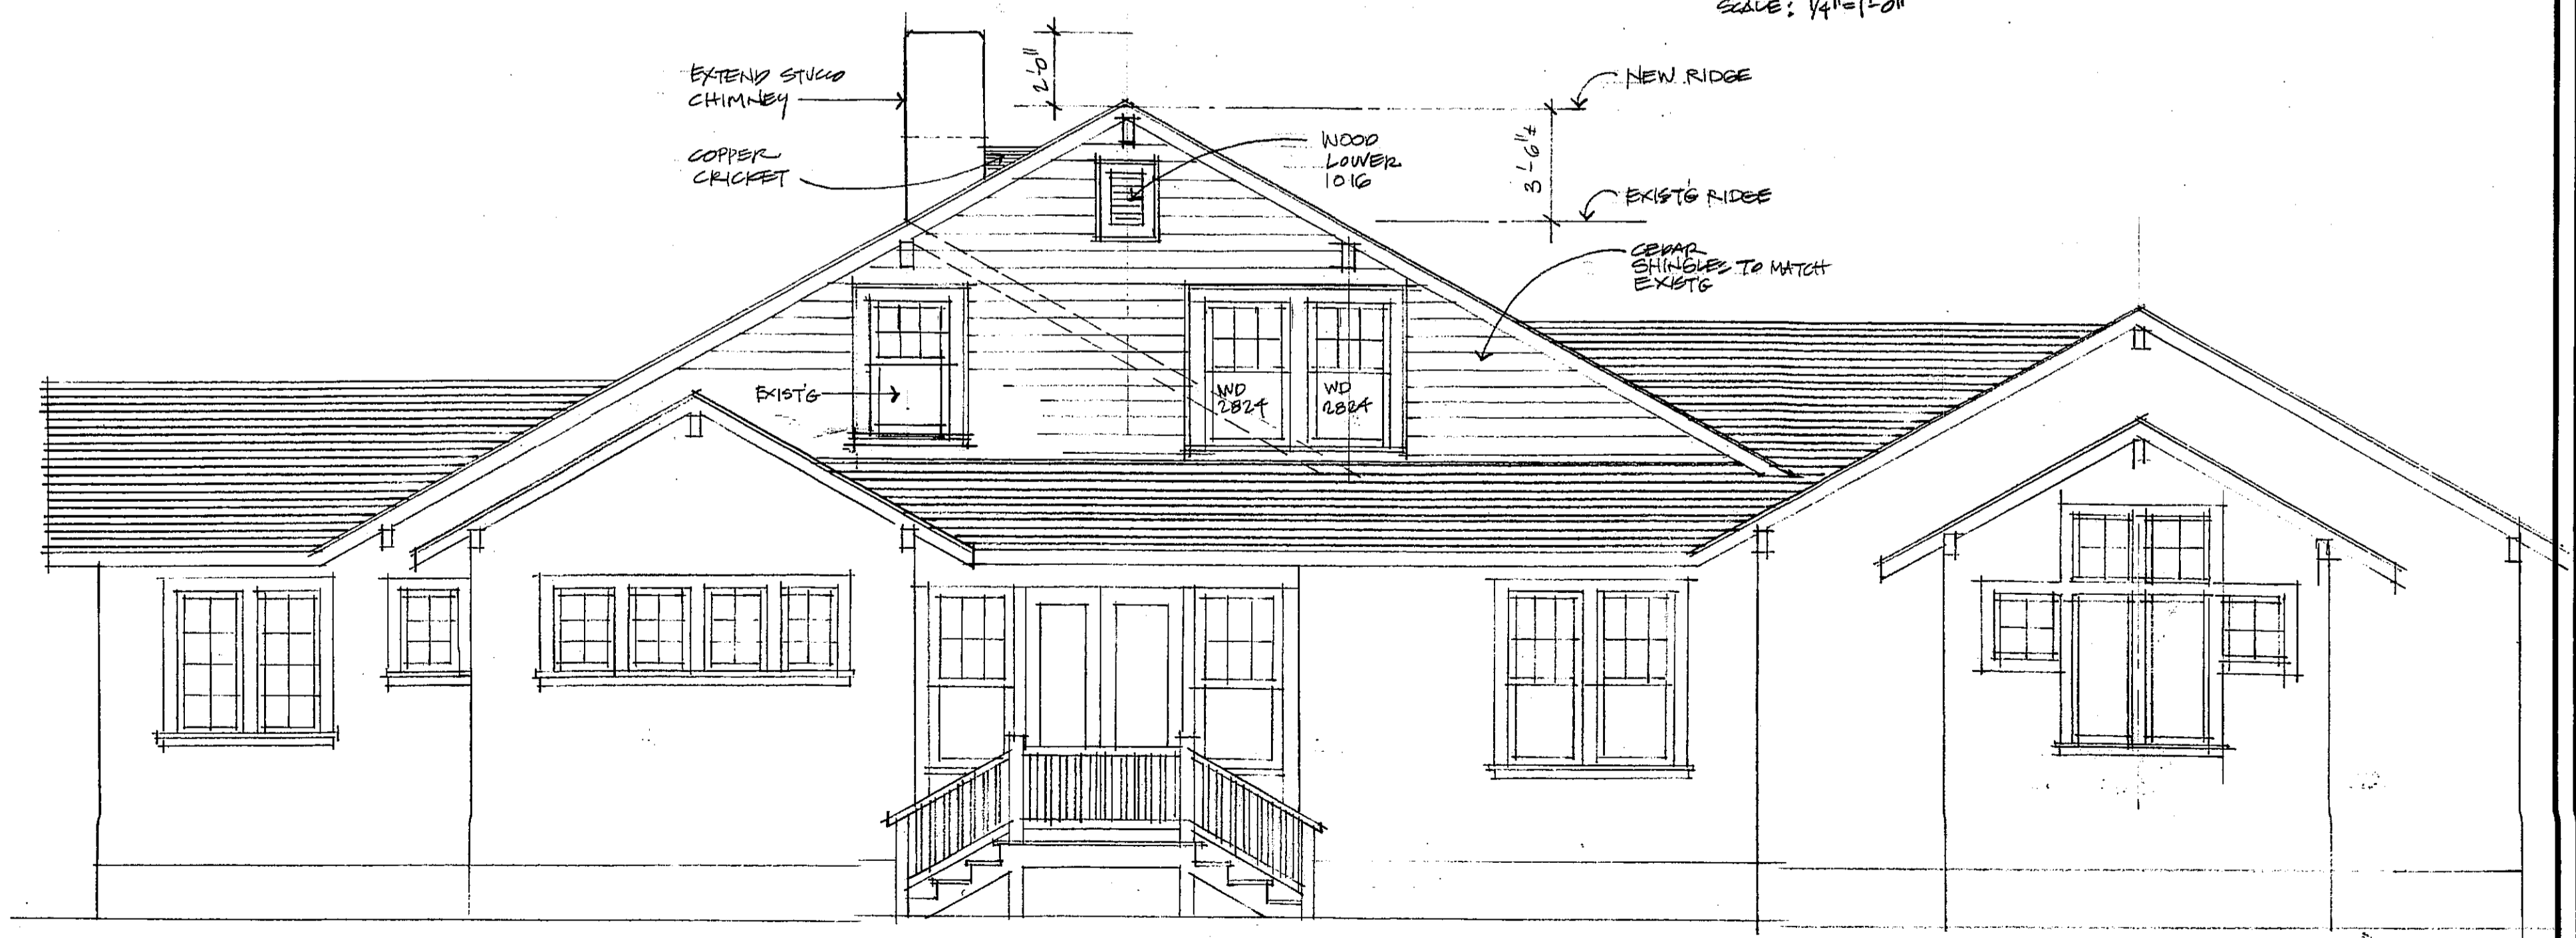 SCALE: 1/4"=1'-0"
EXTEND STUCCO
CHIMNEY
2'-0"
NEW RIDGE
COPPER
CRICKET
WOOD
LOUVER
1016
3'-6"±
EXIST'G RIDGE
CEDAR
SHINGLES TO MATCH
EXIST'G
EXIST'G
WD
2824
WD
2824